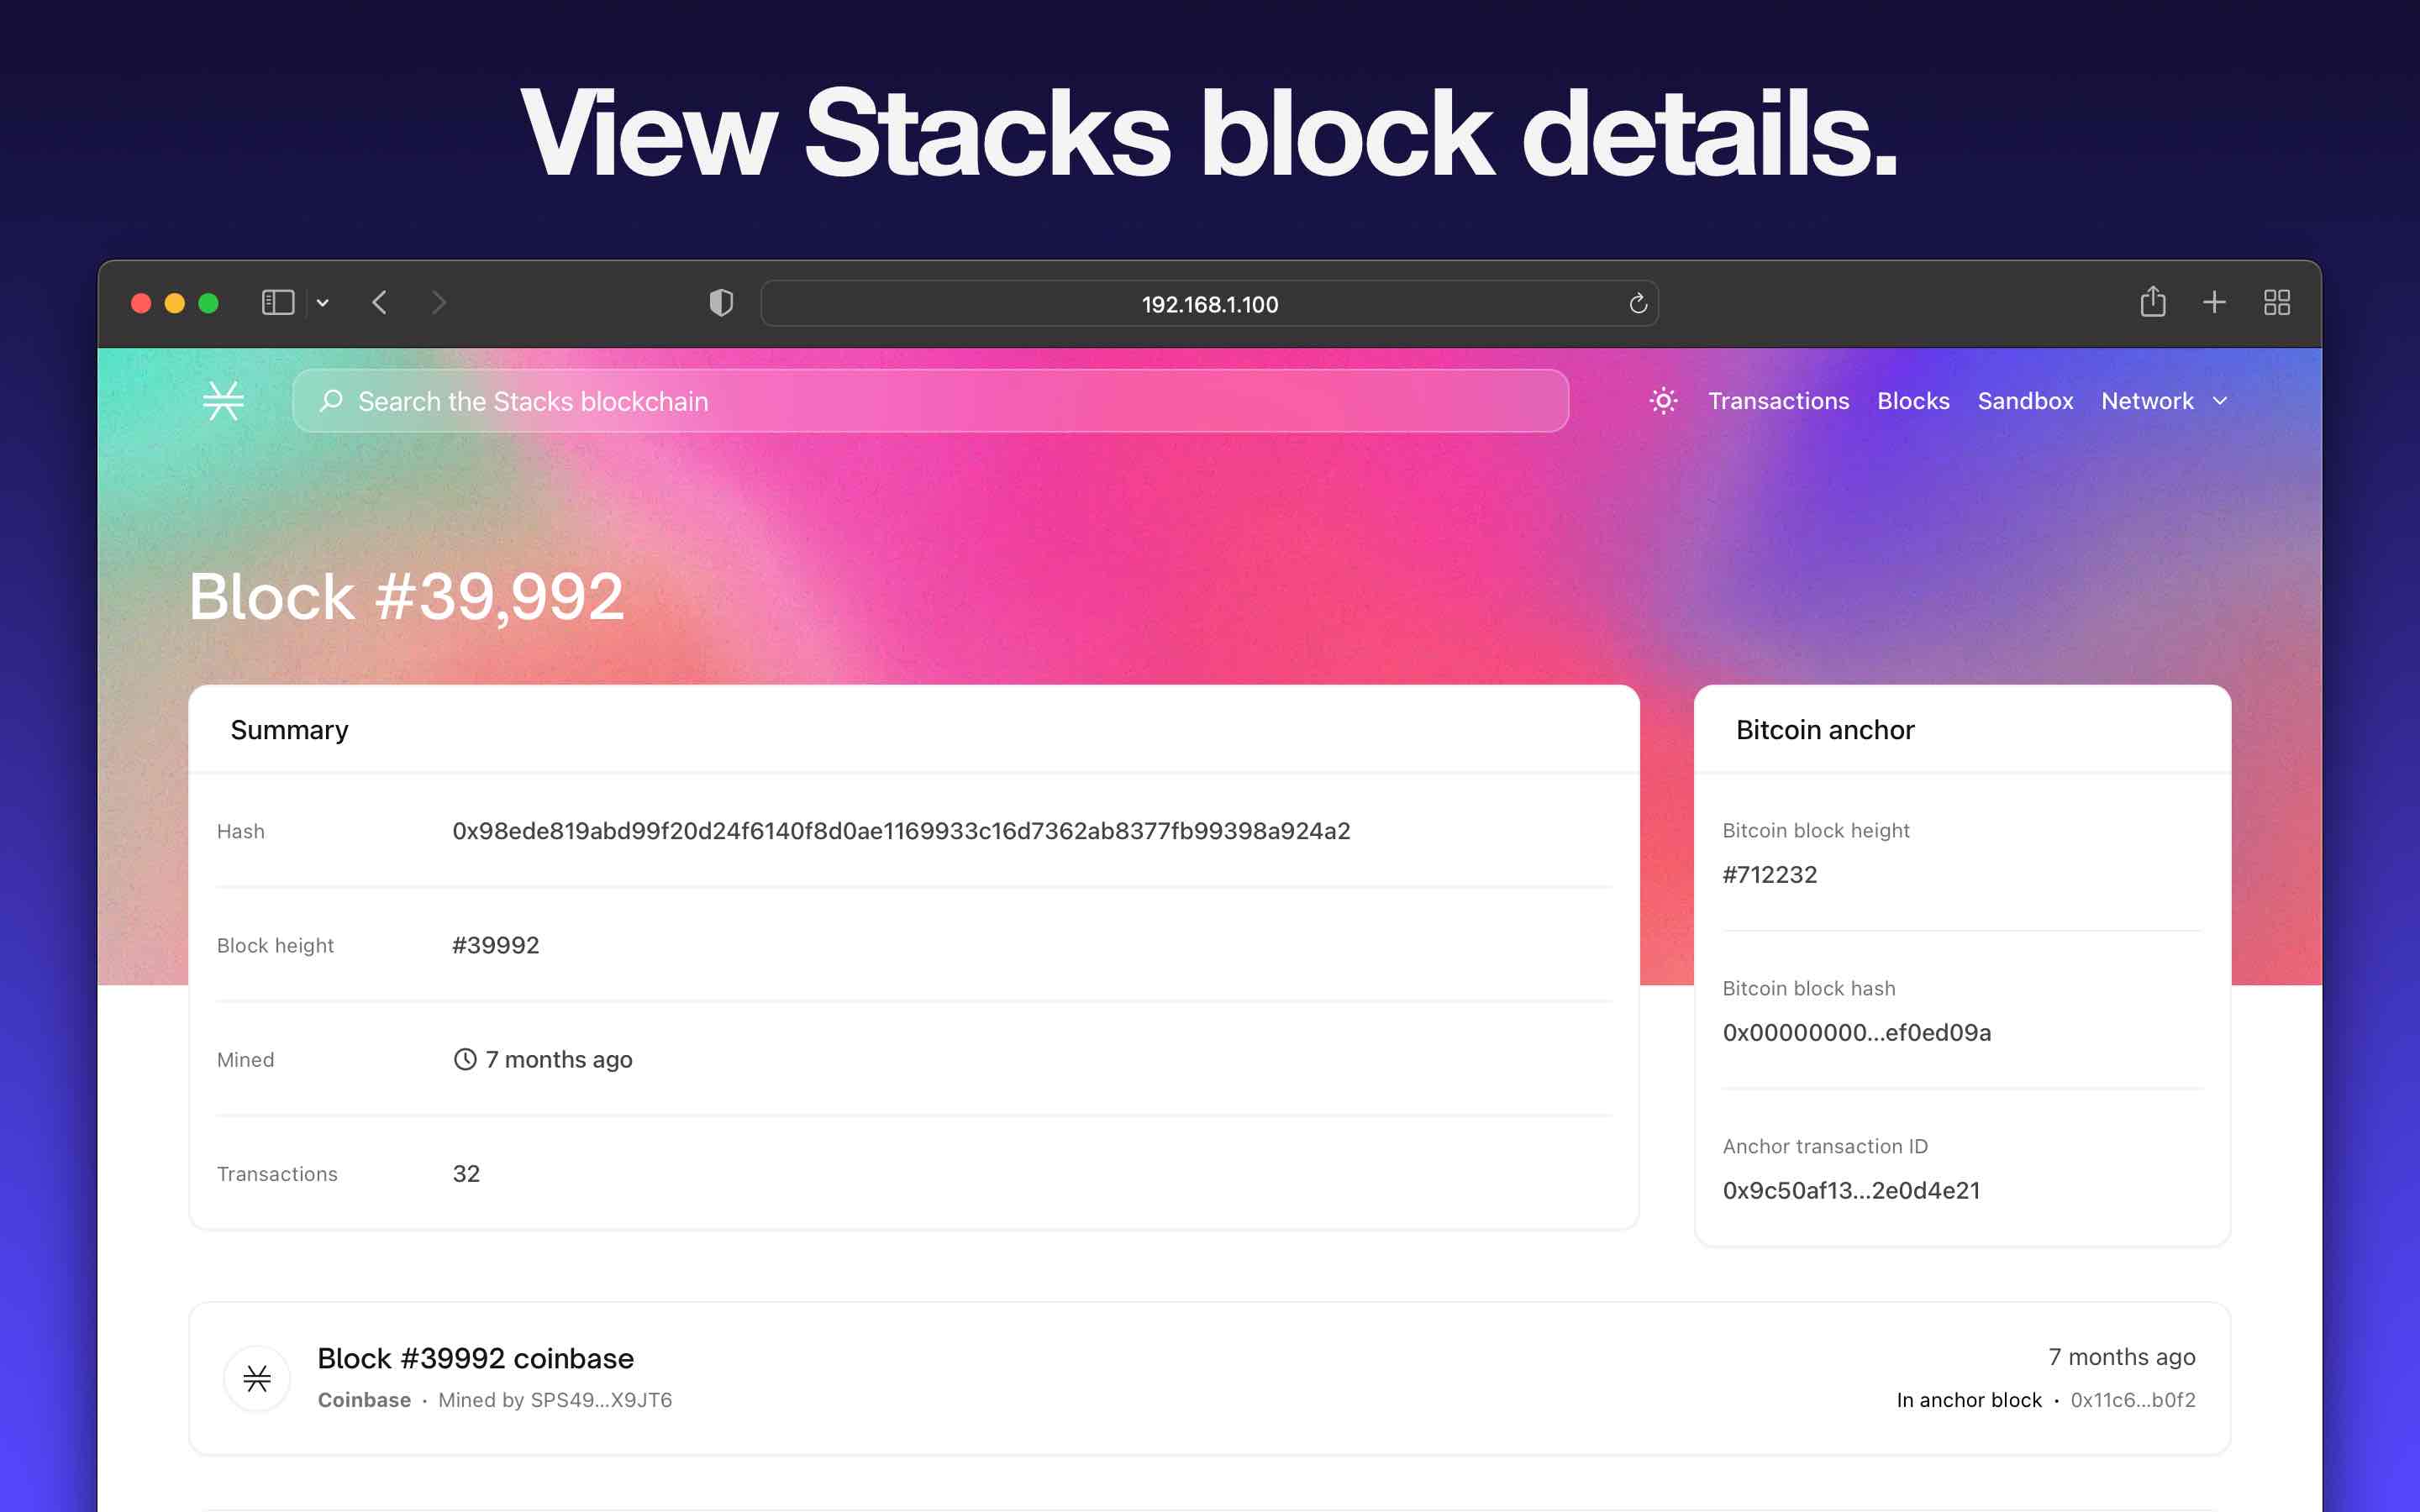 View Stacks block details.
192.168.1.100
Search the Stacks blockchain
Transactions Blocks Sandbox Network
Block #39,992
Summary
Hash 0x98ede819abd99f20d24f6140f8d0ae1169933c16d7362ab8377fb99398a924a2
Block height #39992
Mined 7 months ago
Transactions 32
Bitcoin anchor
Bitcoin block height
#712232
Bitcoin block hash
0x00000000...ef0ed09a
Anchor transaction ID
0x9c50af13...2e0d4e21
Block #39992 coinbase
Coinbase · Mined by SPS49...X9JT6
7 months ago
In anchor block · 0x11c6...b0f2